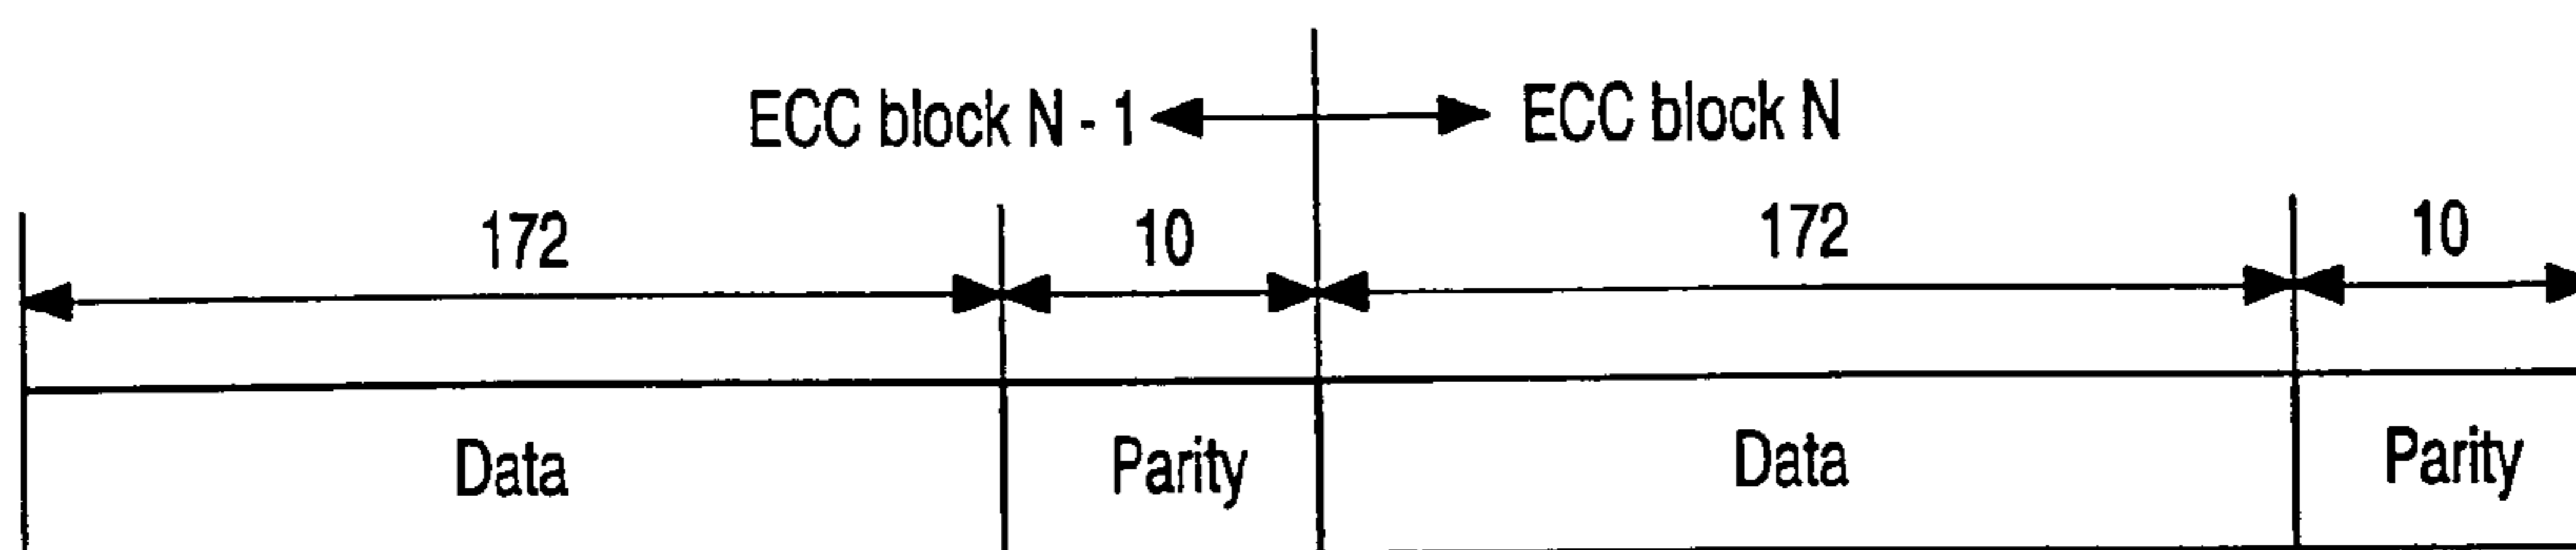 ECC block N - 1 ECC block N
172 10 172 10
Data Parity Data Parity